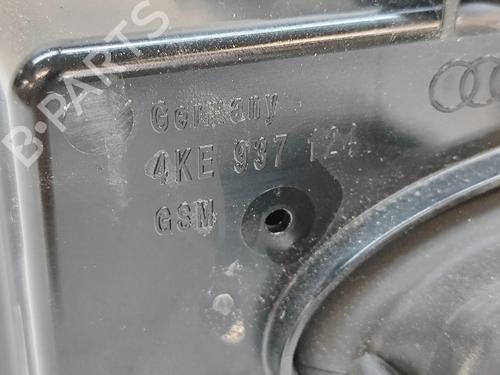 B-PARTS
Germany
4KE 937 124
GSM